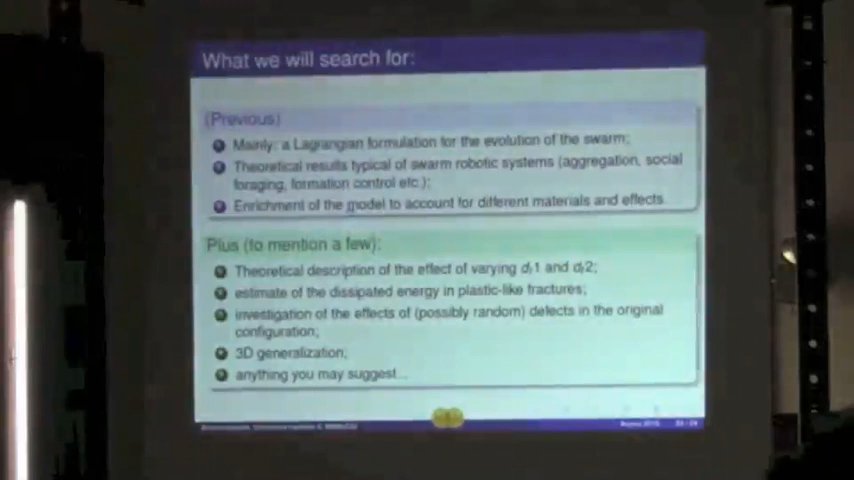 What we will search for:
(Previous)
Mainly: a Lagrangian formulation for the evolution of the swarm;
Theoretical results typical of swarm robotic systems (aggregation, social
foraging, formation control etc.);
Enrichment of the model to account for different materials and effects
Plus (to mention a few):
Theoretical description of the effect of varying d,1 and d,2;
estimate of the dissipated energy in plastic-like fractures;
investigation of the effects of (possibly random) defects in the original
configuration;
3D generalization;
anything you may suggest...